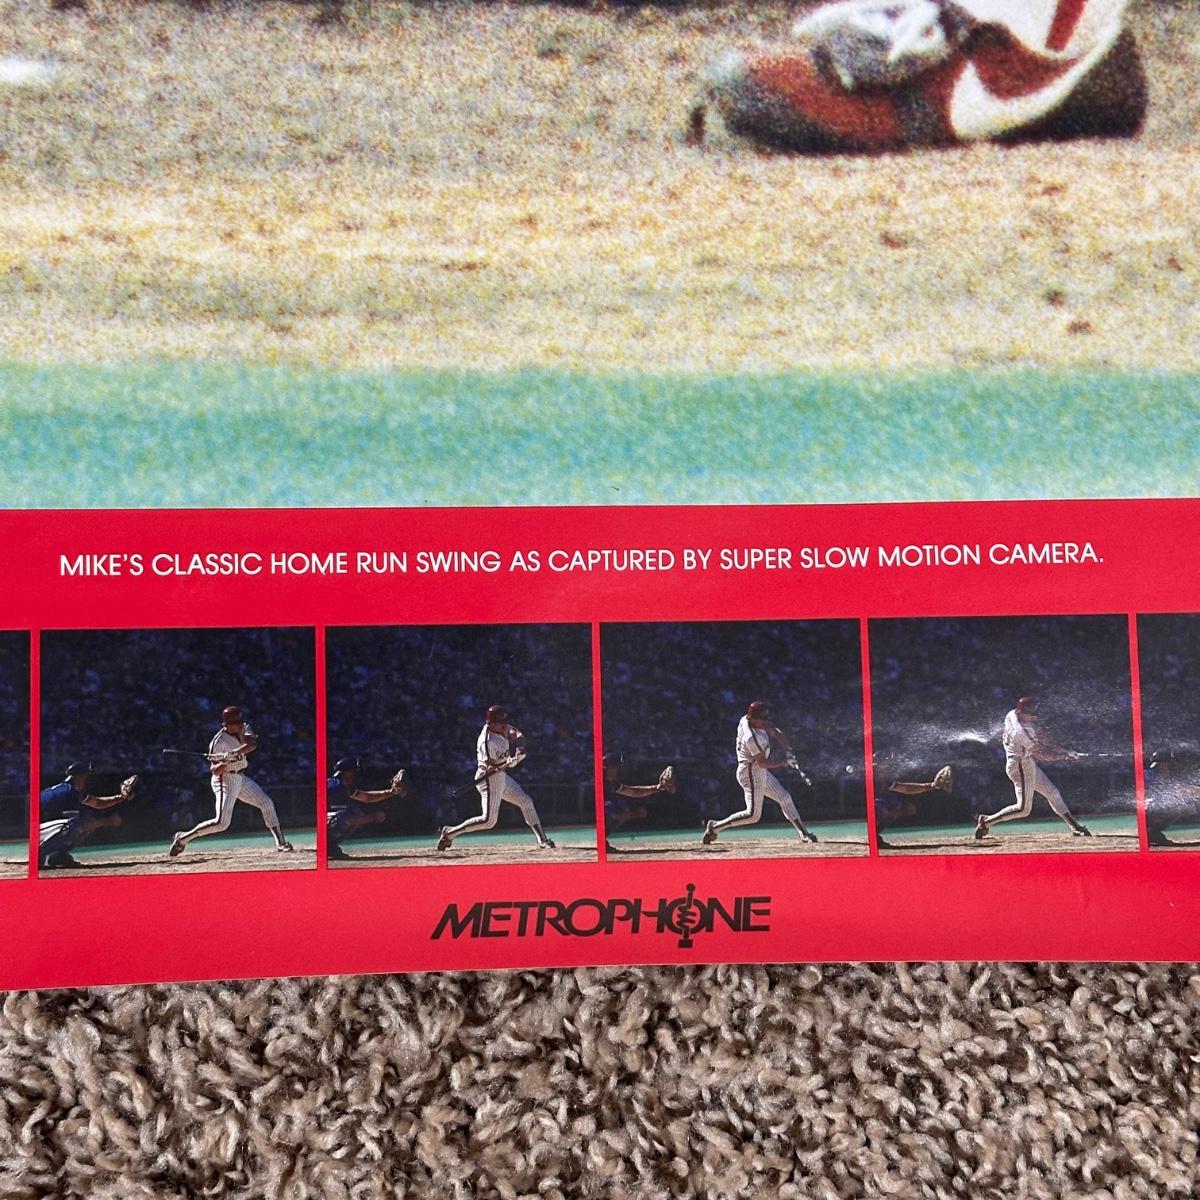 MIKE'S CLASSIC HOME RUN SWING AS CAPTURED BY SUPER SLOW MOTION CAMERA.
METROPHONE